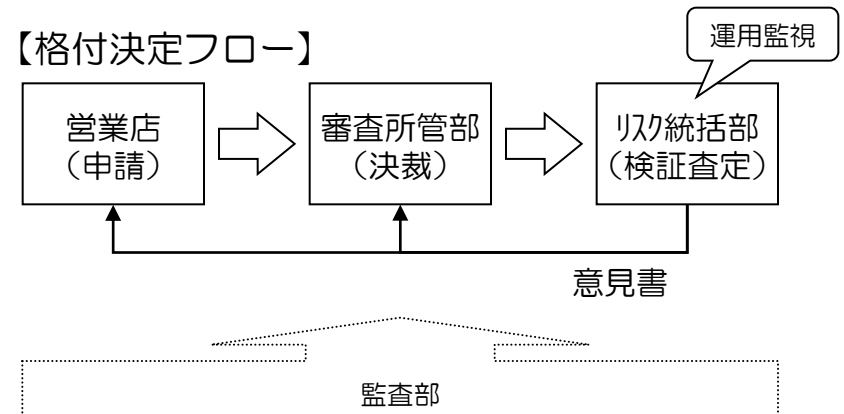 運用監視
【格付決定フロー】
営業店
（申請）
審査所管部
（決裁）
ﾘｽｸ統括部
（検証査定）
意見書
監査部